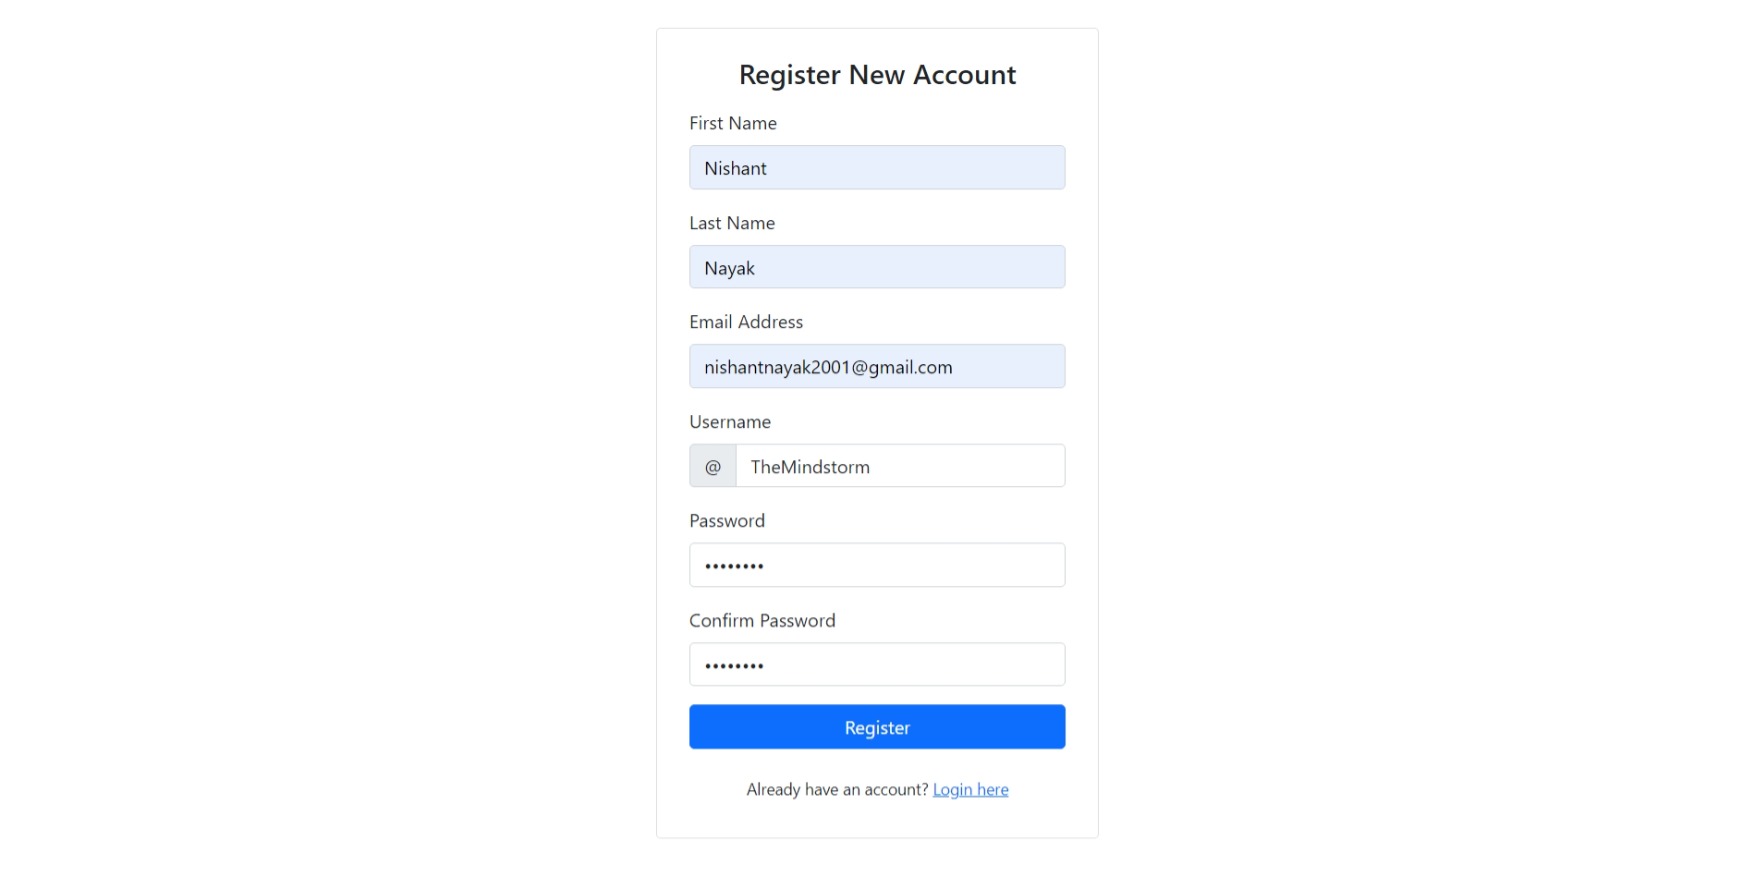 Register New Account
First Name
Nishant
Last Name
Nayak
Email Address
nishantnayak2001@gmail.com
Username
@ TheMindstorm
Password
••••••••
Confirm Password
••••••••
Register
Already have an account? Login here